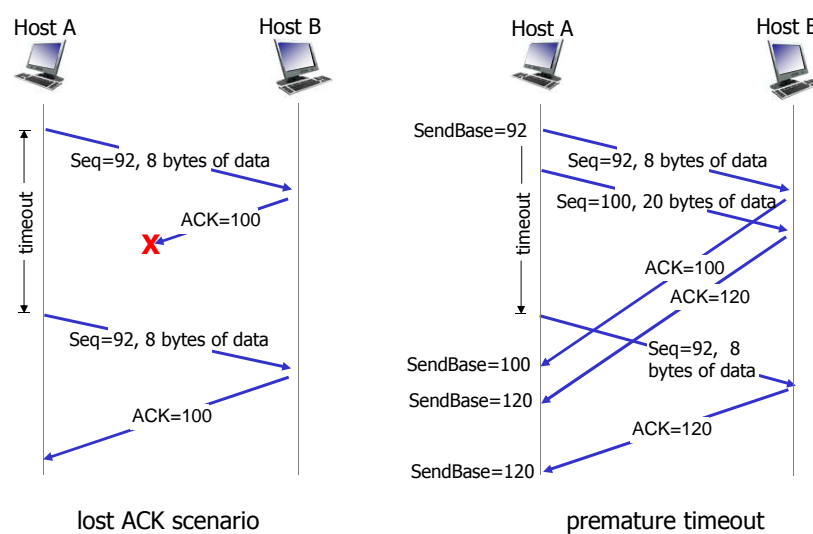 Host A
Host B
Seq=92, 8 bytes of data
ACK=100
X
timeout
Seq=92, 8 bytes of data
ACK=100
lost ACK scenario
Host A
Host B
SendBase=92
Seq=92, 8 bytes of data
Seq=100, 20 bytes of data
timeout
ACK=100
ACK=120
Seq=92, 8
bytes of data
SendBase=100
SendBase=120
ACK=120
SendBase=120
premature timeout